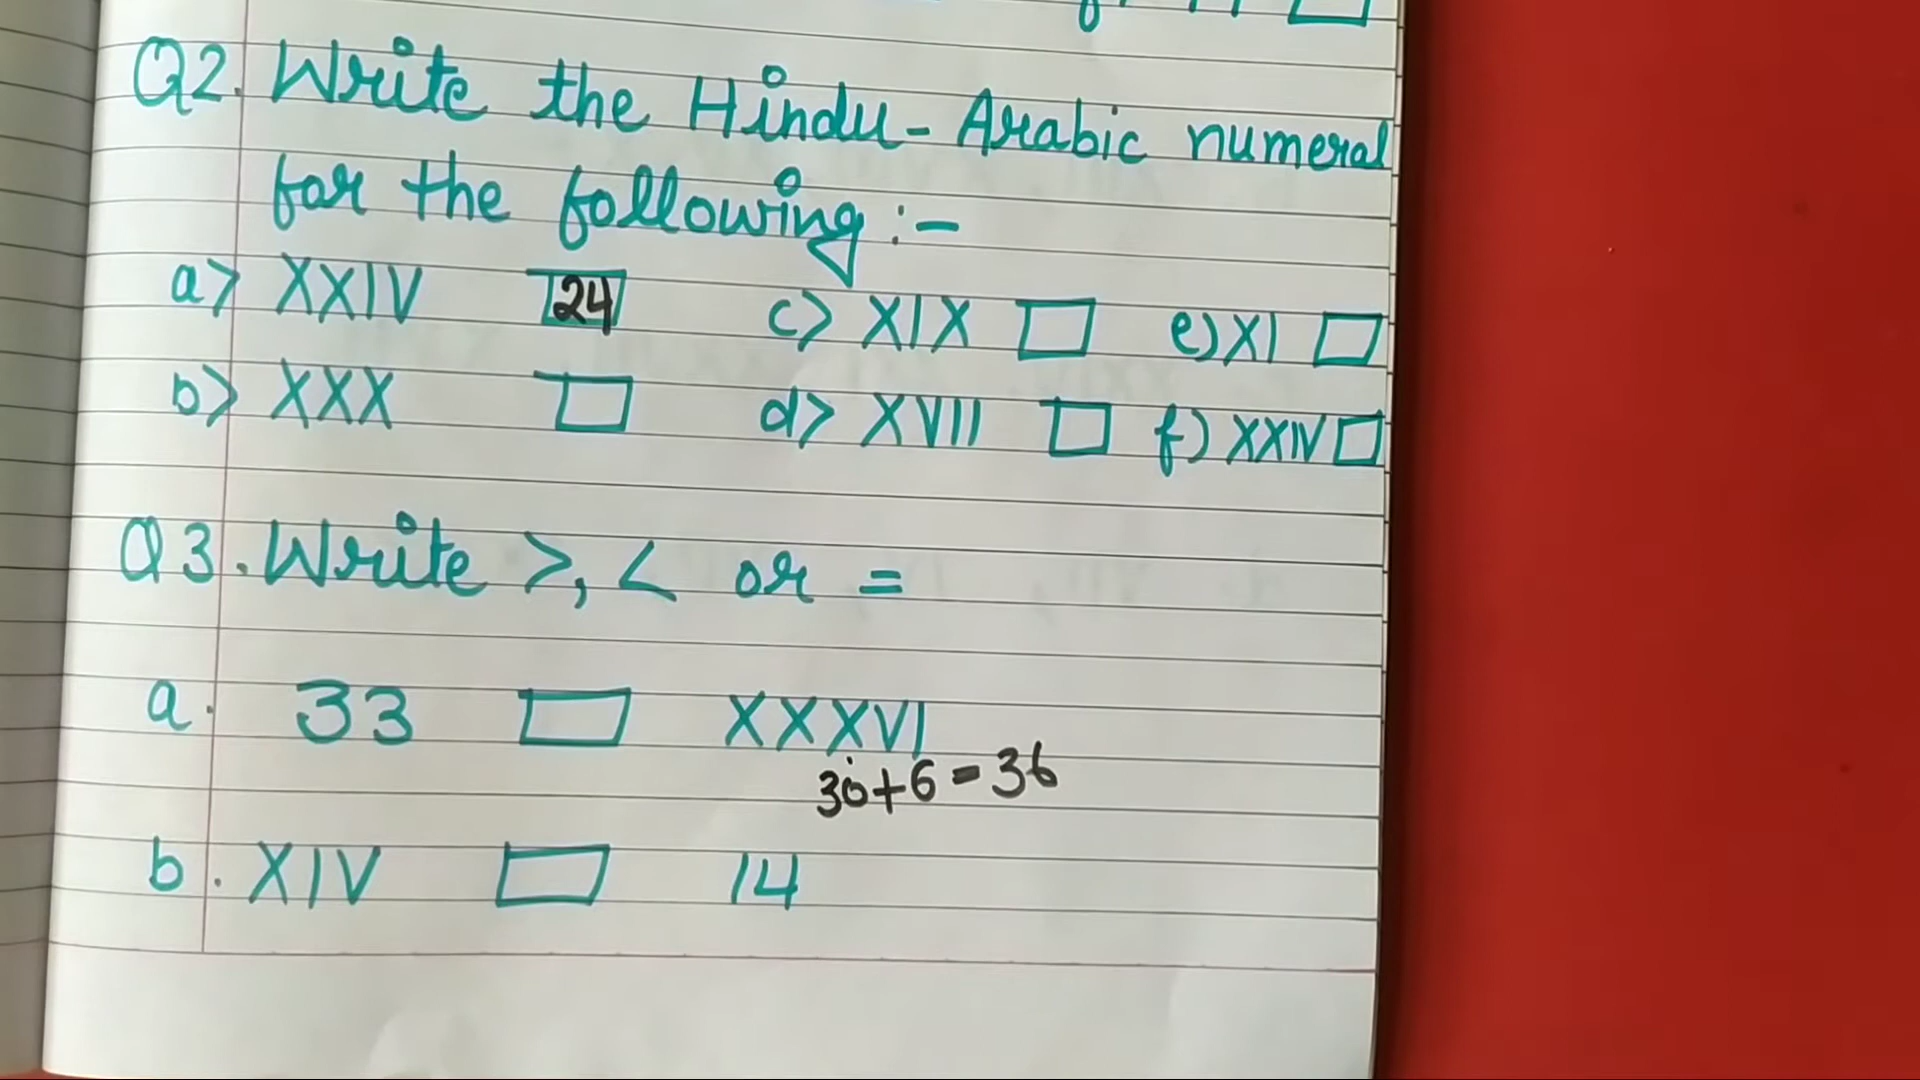 Q2. Write the Hindu-Arabic numeral
for the following :-
a> XXIV 24 c> XIX e) XI
b> XXX d> XVII f) XXIV
Q3. Write >, < or =
a. 33 XXXVI
30+6=36
b. XIV 14